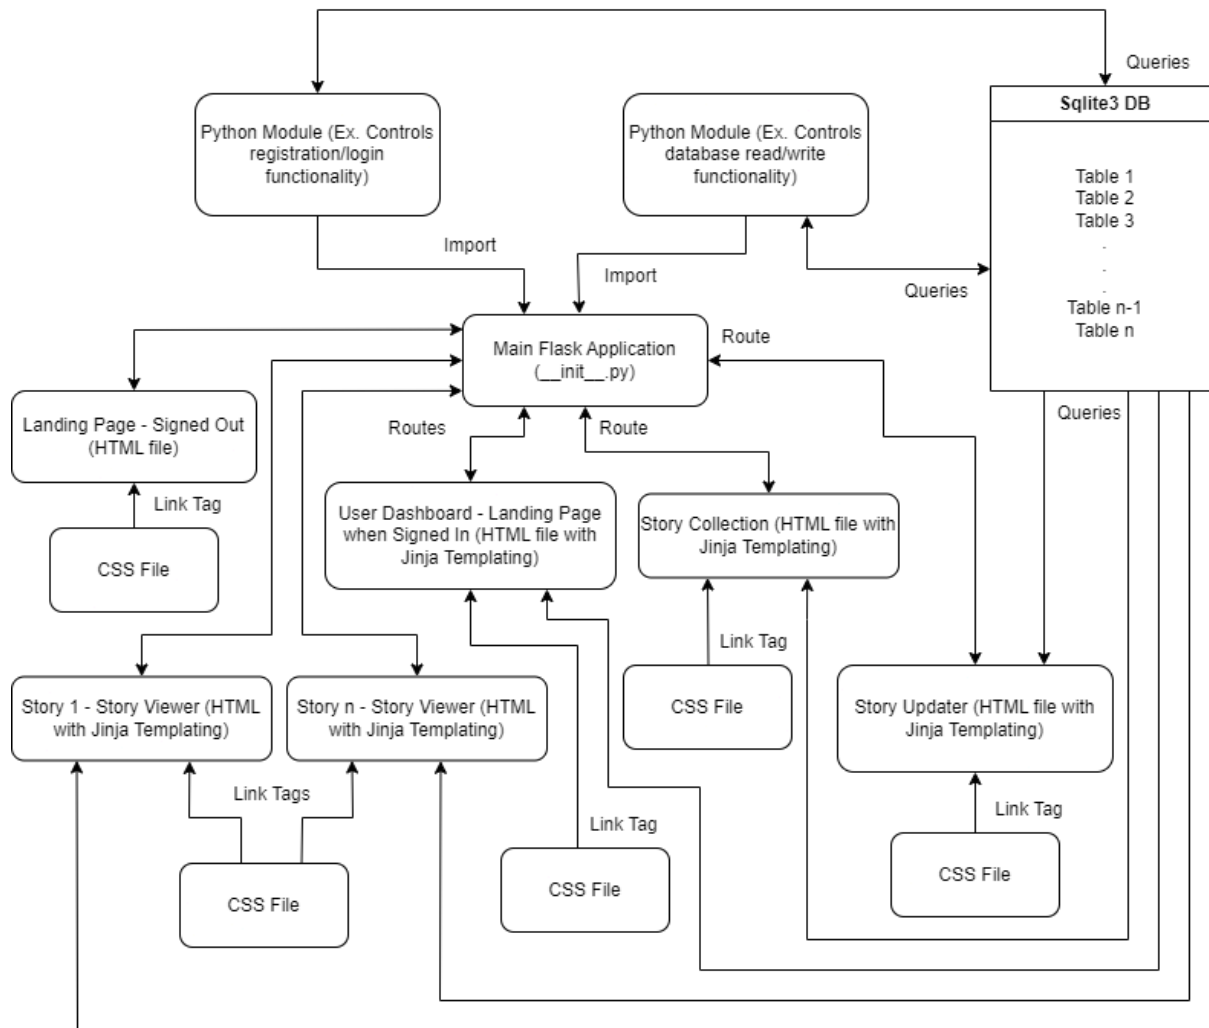 Queries
Sqlite3 DB
Python Module (Ex. Controls
registration/login
functionality)
Python Module (Ex. Controls
database read/write
functionality)
Table 1
Table 2
Table 3
.
.
.
Table n-1
Table n
Import
Import
Queries
Main Flask Application
(__init__.py)
Route
Landing Page - Signed Out
(HTML file)
Routes
Route
Queries
Link Tag
CSS File
User Dashboard - Landing Page
when Signed In (HTML file with
Jinja Templating)
Story Collection (HTML file with
Jinja Templating)
Link Tag
CSS File
Story 1 - Story Viewer (HTML
with Jinja Templating)
Story n - Story Viewer (HTML
with Jinja Templating)
Story Updater (HTML file with
Jinja Templating)
Link Tags
Link Tag
Link Tag
CSS File
CSS File
CSS File